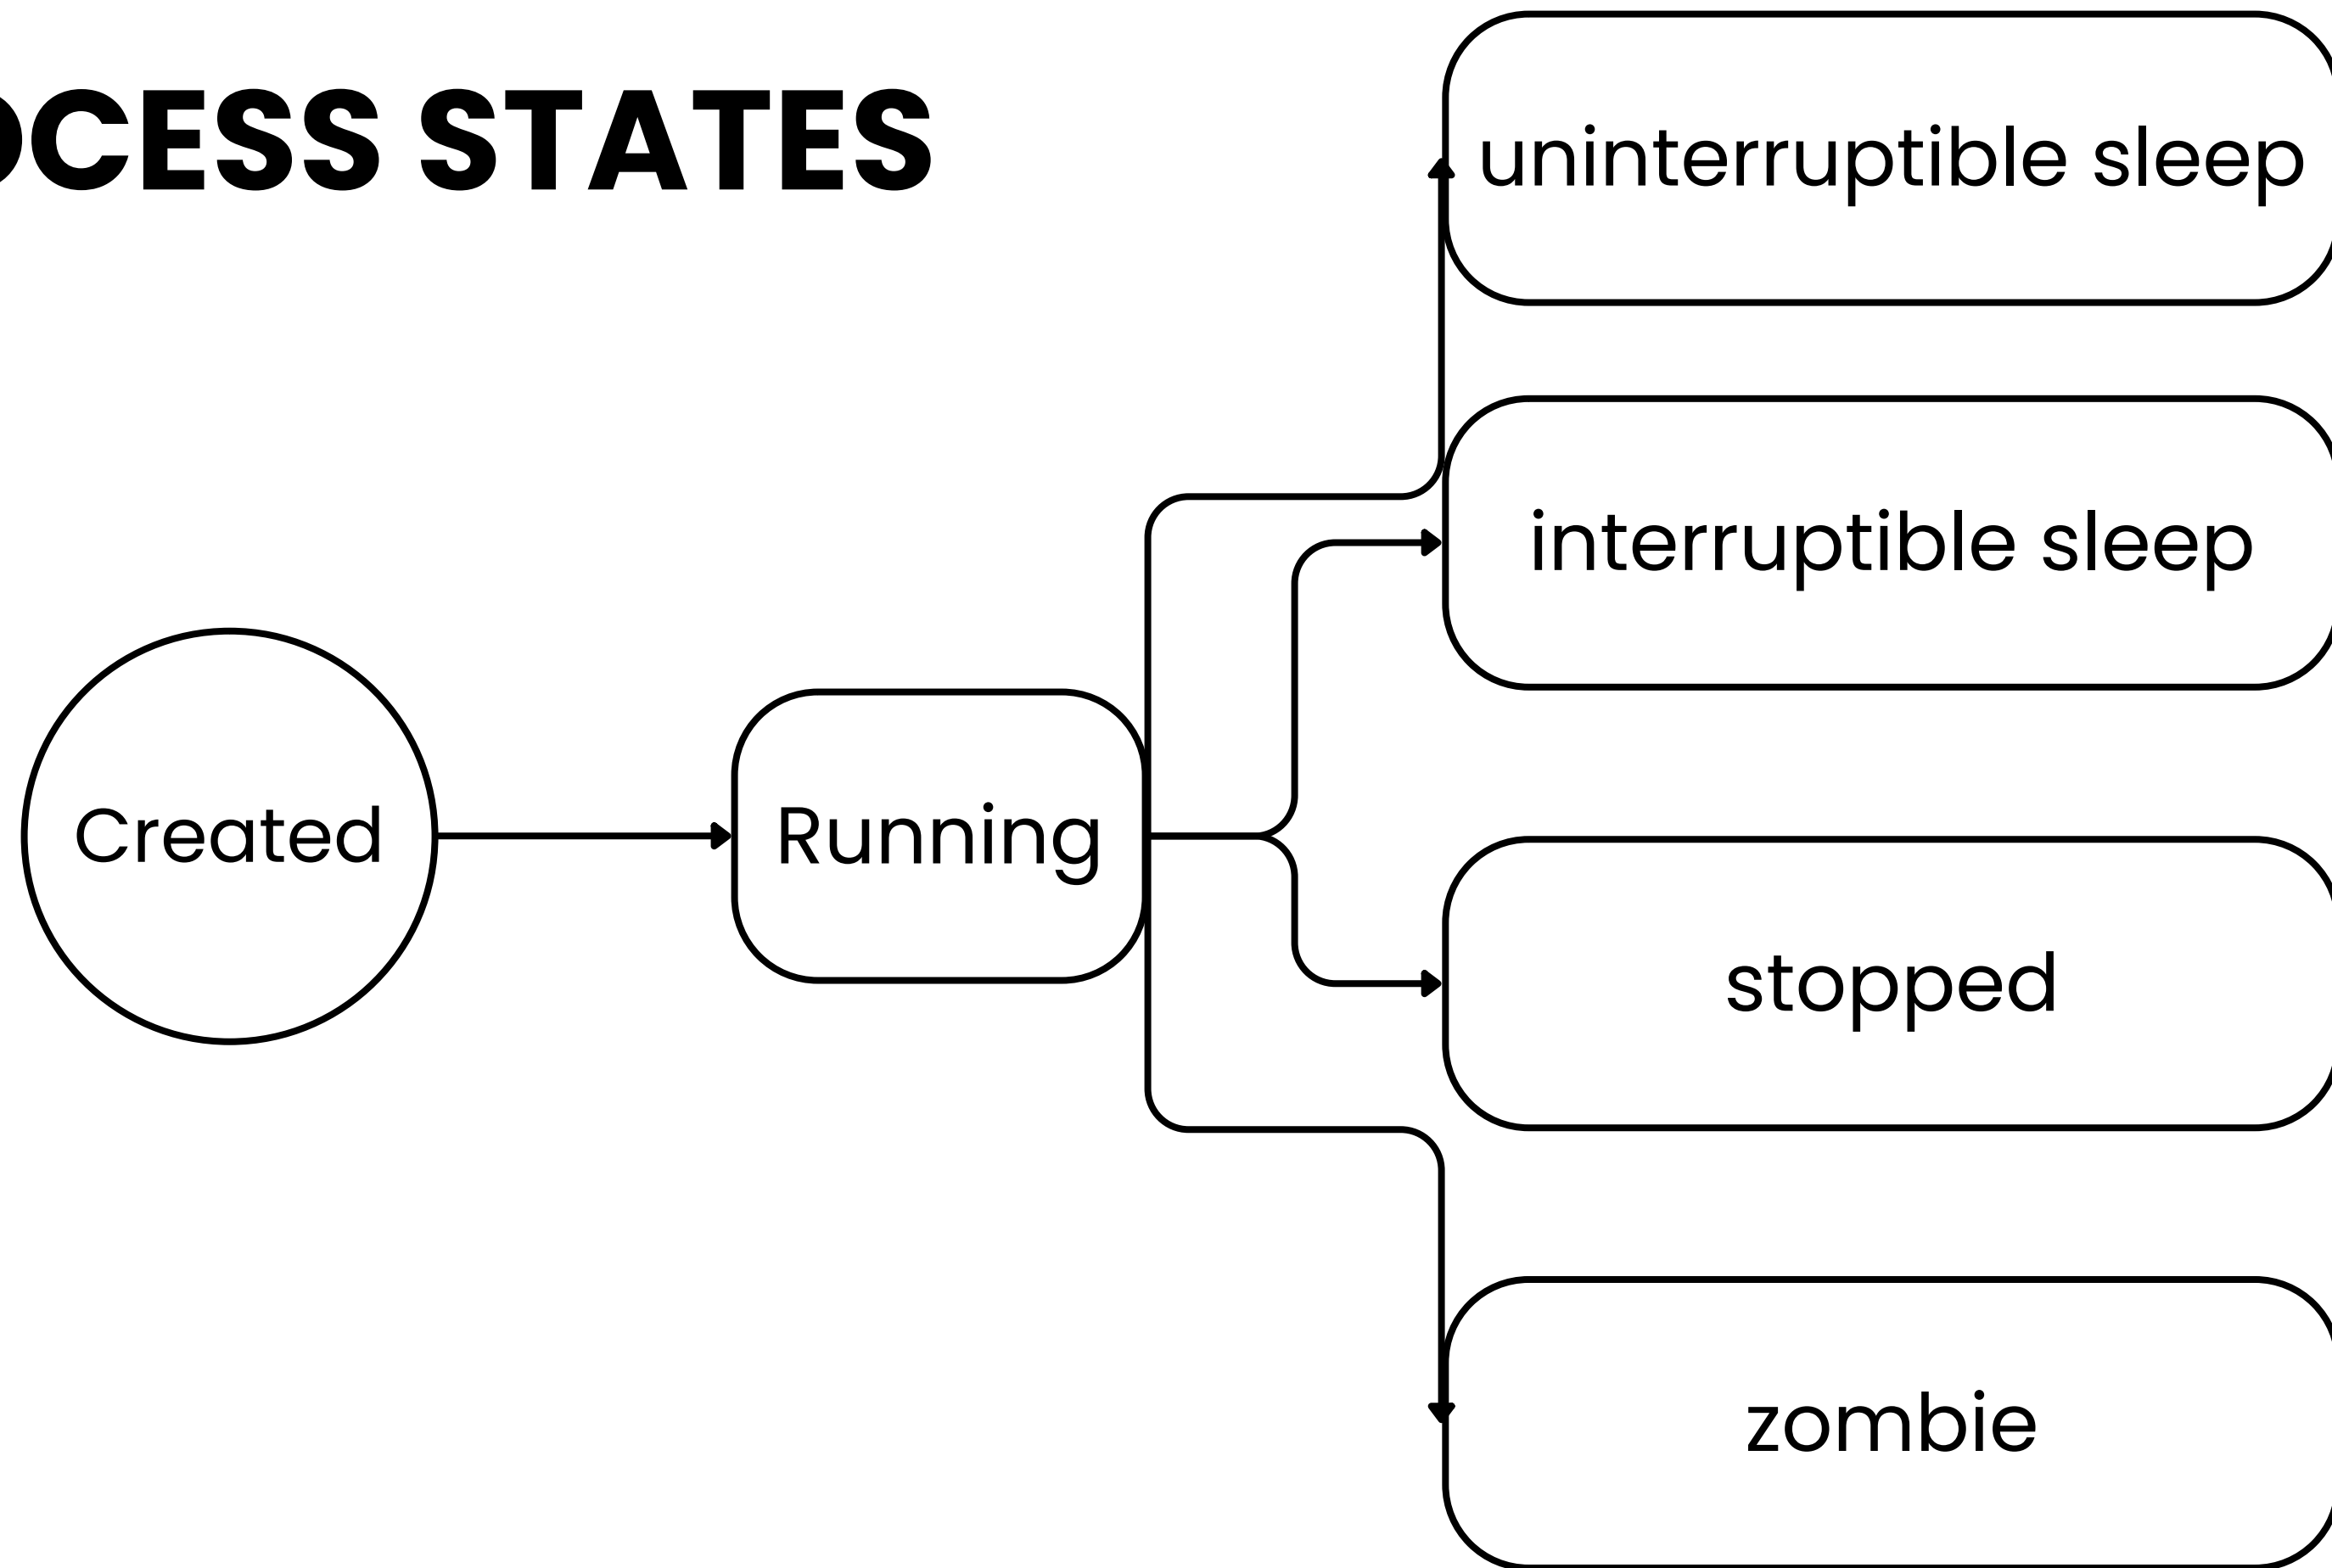 OCESS STATES
uninterruptible sleep
interruptible sleep
Created
Running
stopped
zombie